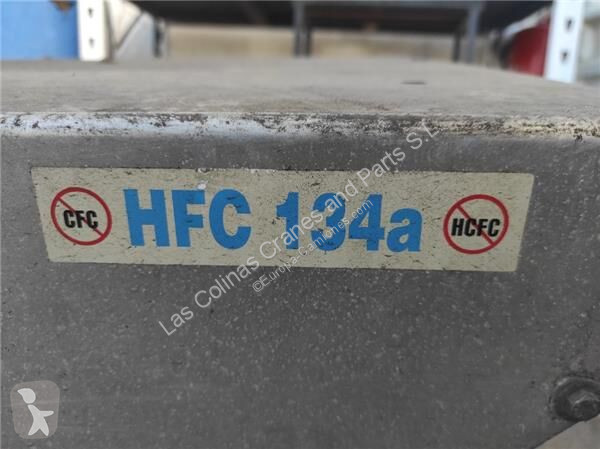 CFC HFC 134a HCFC
Las Colinas Cranes and Parts S.L.
©Europa-camiones.com